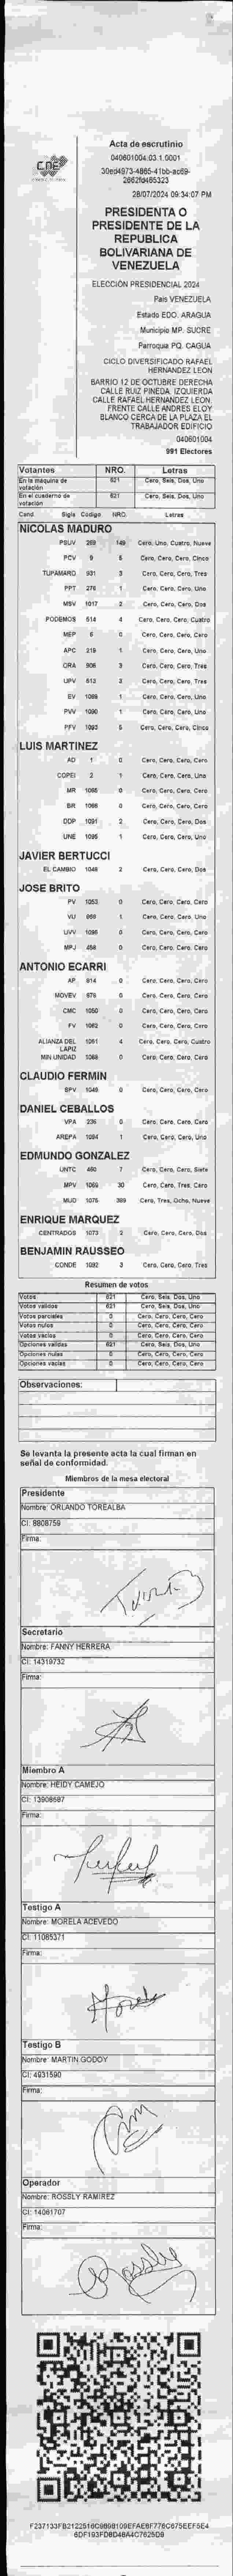 CNE
Acta de escrutinio
040601004.03.1.0001
28/07/2024 09:34:07 PM
PRESIDENTA O
PRESIDENTE DE LA
REPUBLICA
BOLIVARIANA DE
VENEZUELA
ELECCIÓN PRESIDENCIAL 2024
Pais VENEZUELA
Estado EDO. ARAGUA
Municipio MP. SUCRE
Parroquia PQ. CAGUA
CICLO DIVERSIFICADO RAFAEL
HERNANDEZ LEON
BARRIO 12 DE OCTUBRE DERECHA
CALLE RUIZ PINEDA. IZQUIERDA
CALLE RAFAEL HERNANDEZ LEON.
FRENTE CALLE ANDRES ELOY
BLANCO CERCA DE LA PLAZA EL
TRABAJADOR EDIFICIO
040601004
991 Electores
Votantes NRO. Letras
En la maquina de votación 621 Cero, Seis, Dos, Uno
En el cuaderno de votación 621 Cero, Seis, Dos, Uno
Cand. Sigla Código NRO. Letras
NICOLAS MADURO
PSUV 269 149 Cero, Uno, Cuatro, Nueve
PCV 9 5 Cero, Cero, Cero, Cinco
TUPAMARO 931 3 Cero, Cero, Cero, Tres
PPT 276 1 Cero, Cero, Cero, Uno
MSV 1017 2 Cero, Cero, Cero, Dos
PODEMOS 514 4 Cero, Cero, Cero, Cuatro
MEP 6 0 Cero, Cero, Cero, Cero
APC 219 1 Cero, Cero, Cero, Uno
ORA 906 3 Cero, Cero, Cero, Tres
UPV 513 3 Cero, Cero, Cero, Tres
EV 1089 1 Cero, Cero, Cero, Uno
PVV 1090 1 Cero, Cero, Cero, Uno
PFV 1093 5 Cero, Cero, Cero, Cinco
LUIS MARTINEZ
AD 1 0 Cero, Cero, Cero, Cero
COPEI 2 1 Cero, Cero, Cero, Uno
MR 1065 0 Cero, Cero, Cero, Cero
BR 1066 0 Cero, Cero, Cero, Cero
DDP 1091 2 Cero, Cero, Cero, Dos
UNE 1095 1 Cero, Cero, Cero, Uno
JAVIER BERTUCCI
EL CAMBIO 1048 2 Cero, Cero, Cero, Dos
JOSE BRITO
PV 1053 0 Cero, Cero, Cero, Cero
VU 1 Cero, Cero, Cero, Uno
UVV 1096 0 Cero, Cero, Cero, Cero
MPJ 458 0 Cero, Cero, Cero, Cero
ANTONIO ECARRI
AP 814 0 Cero, Cero, Cero, Cero
MOVEV 0 Cero, Cero, Cero, Cero
CMC 1050 0 Cero, Cero, Cero, Cero
FV 1062 0 Cero, Cero, Cero, Cero
ALIANZA DEL LAPIZ 1061 4 Cero, Cero, Cero, Cuatro
MIN UNIDAD 1068 0 Cero, Cero, Cero, Cero
CLAUDIO FERMIN
SPV 1049 0 Cero, Cero, Cero, Cero
DANIEL CEBALLOS
VPA 236 0 Cero, Cero, Cero, Cero
AREPA 1094 1 Cero, Cero, Cero, Uno
EDMUNDO GONZALEZ
UNTC 460 7 Cero, Cero, Cero, Siete
MPV 1069 30 Cero, Cero, Tres, Cero
MUD 1075 389 Cero, Tres, Ocho, Nueve
ENRIQUE MARQUEZ
CENTRADOS 1073 2 Cero, Cero, Cero, Dos
BENJAMIN RAUSSEO
CONDE 1092 3 Cero, Cero, Cero, Tres
Resumen de votos
Votos 621 Cero, Seis, Dos, Uno
Votos validos 621 Cero, Seis, Dos, Uno
Votos parciales 0 Cero, Cero, Cero, Cero
Votos nulos 0 Cero, Cero, Cero, Cero
Votos vacios 0 Cero, Cero, Cero, Cero
Opciones validas 621 Cero, Seis, Dos, Uno
Opciones nulas 0 Cero, Cero, Cero, Cero
Opciones vacias 0 Cero, Cero, Cero, Cero
Observaciones:
Se levanta la presente acta la cual firman en
señal de conformidad.
Miembros de la mesa electoral
Presidente
Nombre: ORLANDO TOREALBA
CI: 8808759
Firma:
Secretario
Nombre: FANNY HERRERA
CI: 14319732
Firma:
Miembro A
Nombre: HEIDY CAMEJO
CI: 13908687
Firma:
Testigo A
Nombre: MORELA ACEVEDO
CI: 11085371
Firma:
Testigo B
Nombre: MARTIN GODOY
CI: 4931590
Firma:
Operador
Nombre: ROSSLY RAMIREZ
CI: 14061707
Firma:
Rossly